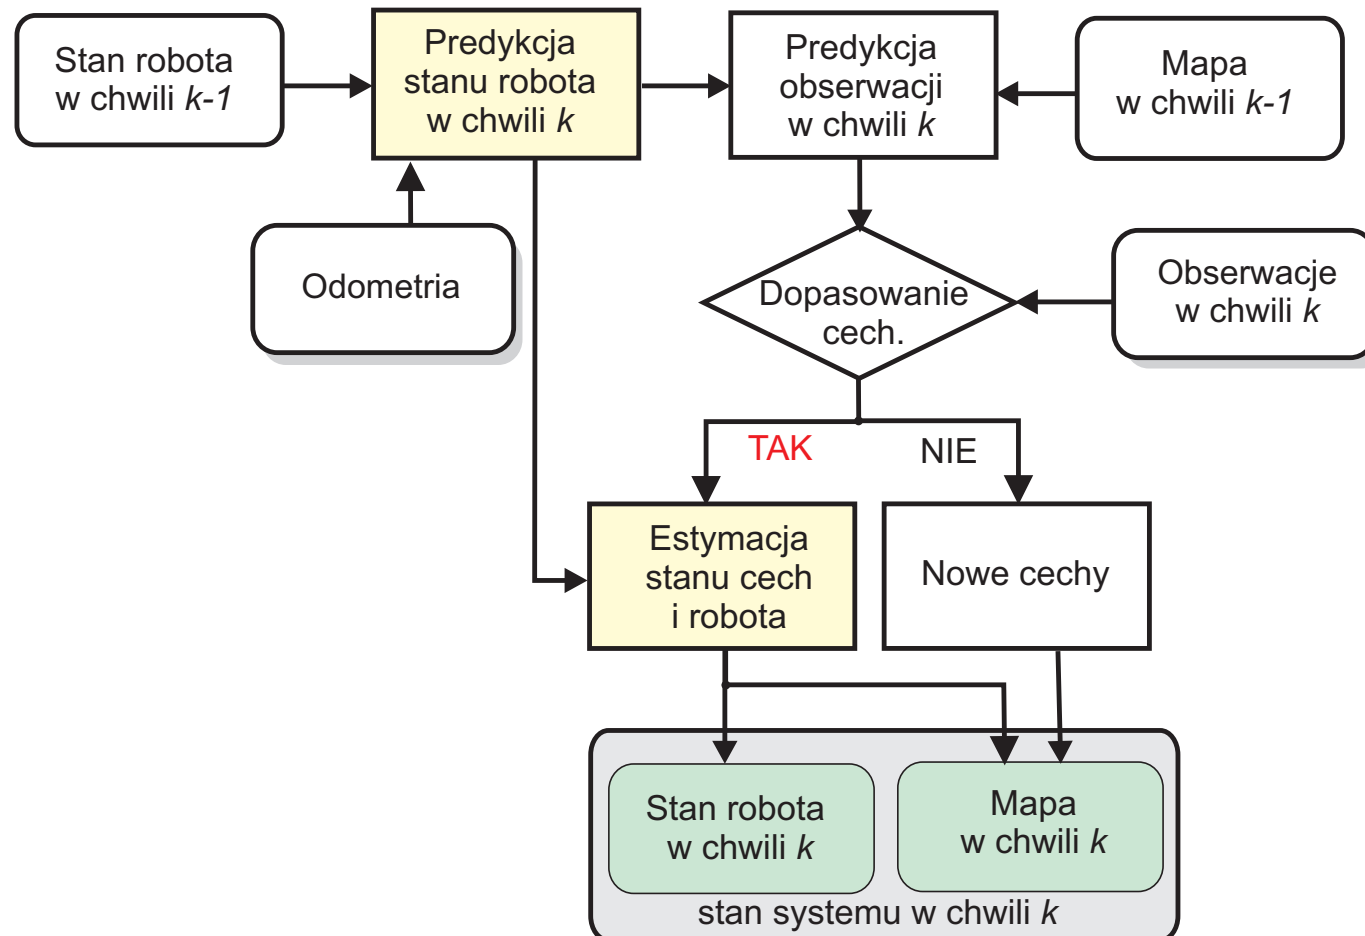 Stan robota
w chwili k-1
Predykcja
stanu robota
w chwili k
Predykcja
obserwacji
w chwili k
Mapa
w chwili k-1
Odometria
Dopasowanie
cech.
Obserwacje
w chwili k
TAK
NIE
Estymacja
stanu cech
i robota
Nowe cechy
Stan robota
w chwili k
Mapa
w chwili k
stan systemu w chwili k